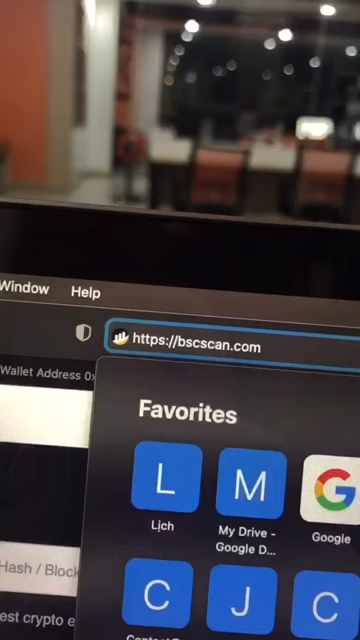 Window Help
https://bscscan.com
Wallet Address 0x
Favorites
L M G
Lịch My Drive - Google
Google D...
Hash / Block
C J C
est crypto e